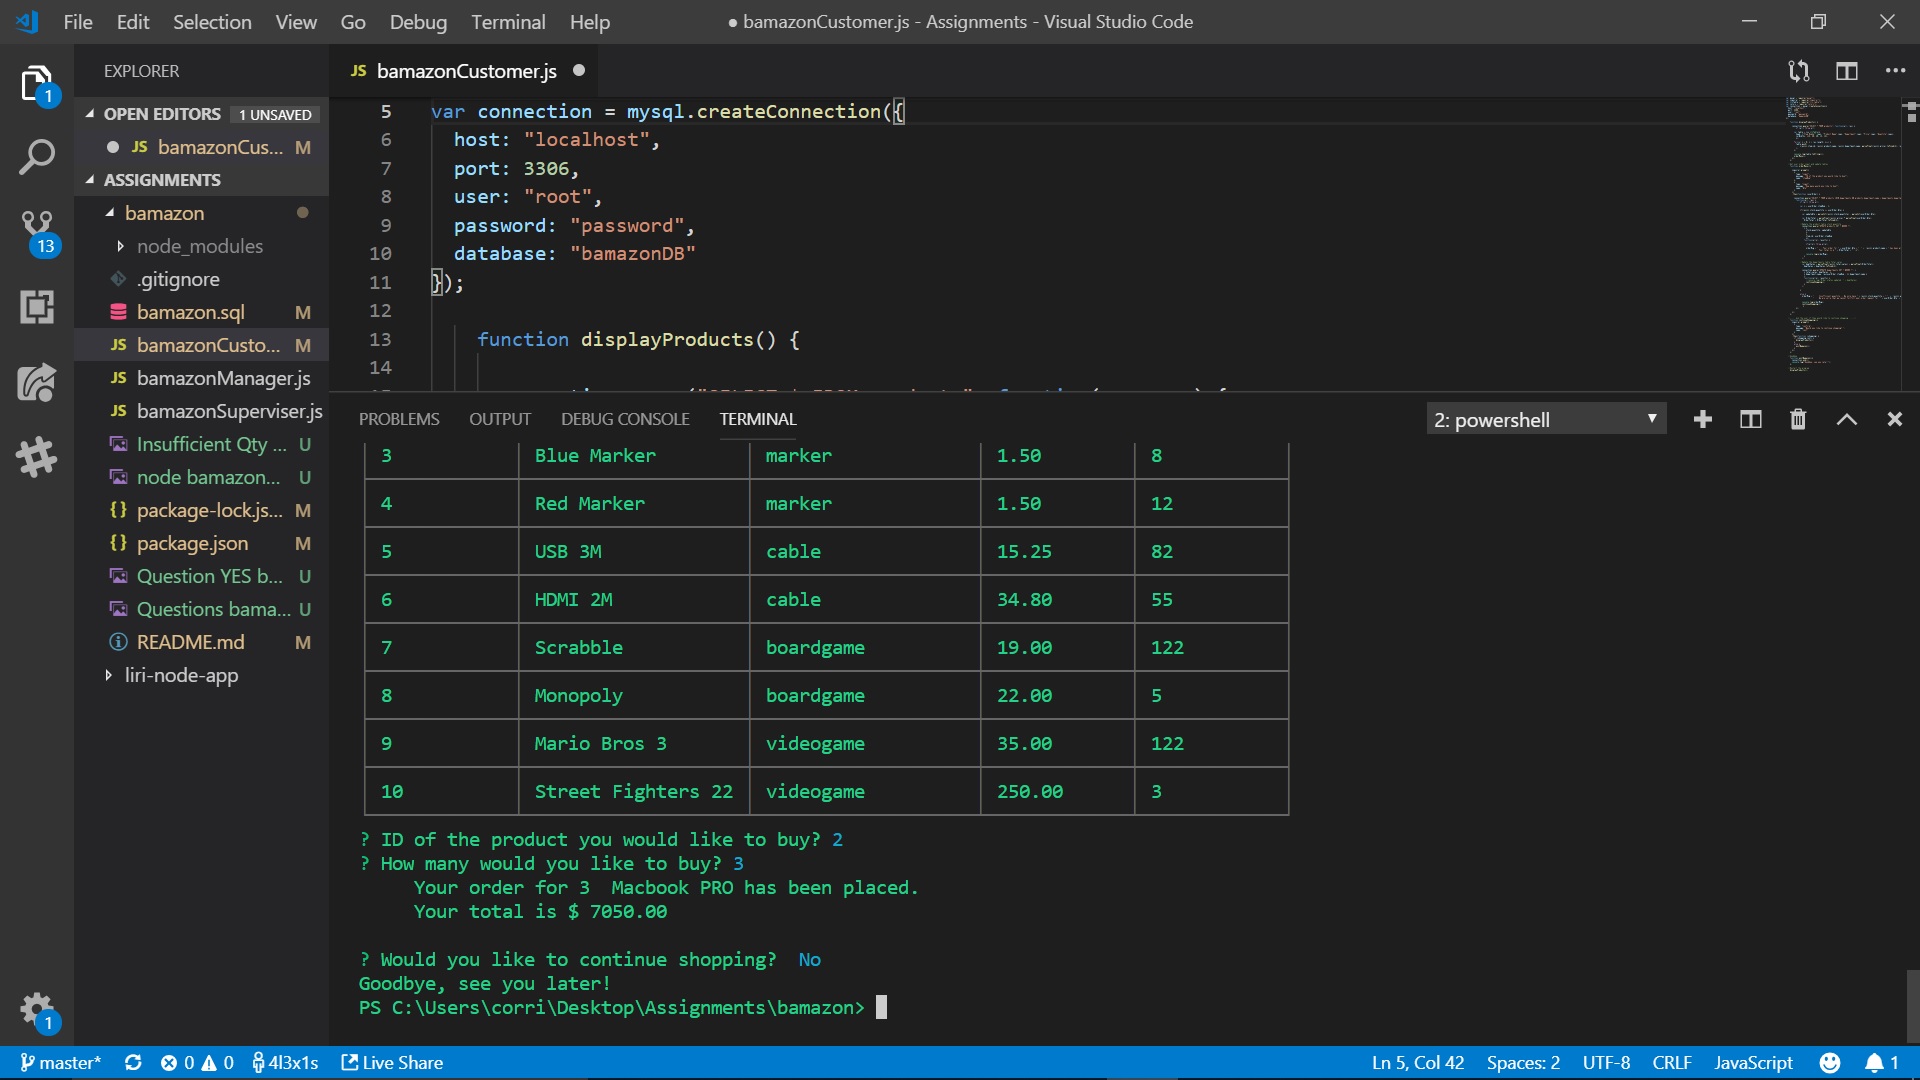 File Edit Selection View Go Debug Terminal Help
● bamazonCustomer.js - Assignments - Visual Studio Code
EXPLORER
1
OPEN EDITORS 1 UNSAVED
JS bamazonCus... M
ASSIGNMENTS
bamazon
13
node_modules
.gitignore
bamazon.sql M
JS bamazonCusto... M
JS bamazonManager.js
JS bamazonSuperviser.js
Insufficient Qty ... U
node bamazon... U
{} package-lock.js... M
{} package.json M
Question YES b... U
Questions bama... U
README.md M
liri-node-app
1
JS bamazonCustomer.js ●
5 var connection = mysql.createConnection({
6 host: "localhost",
7 port: 3306,
8 user: "root",
9 password: "password",
10 database: "bamazonDB"
11 });
12
13 function displayProducts() {
14
PROBLEMS OUTPUT DEBUG CONSOLE TERMINAL
2: powershell
3 Blue Marker marker 1.50 8
4 Red Marker marker 1.50 12
5 USB 3M cable 15.25 82
6 HDMI 2M cable 34.80 55
7 Scrabble boardgame 19.00 122
8 Monopoly boardgame 22.00 5
9 Mario Bros 3 videogame 35.00 122
10 Street Fighters 22 videogame 250.00 3
? ID of the product you would like to buy? 2
? How many would you like to buy? 3
Your order for 3  Macbook PRO has been placed.
Your total is $ 7050.00
? Would you like to continue shopping?  No
Goodbye, see you later!
PS C:\Users\corri\Desktop\Assignments\bamazon>
master* 0 0 4l3x1s Live Share
Ln 5, Col 42 Spaces: 2 UTF-8 CRLF JavaScript 1